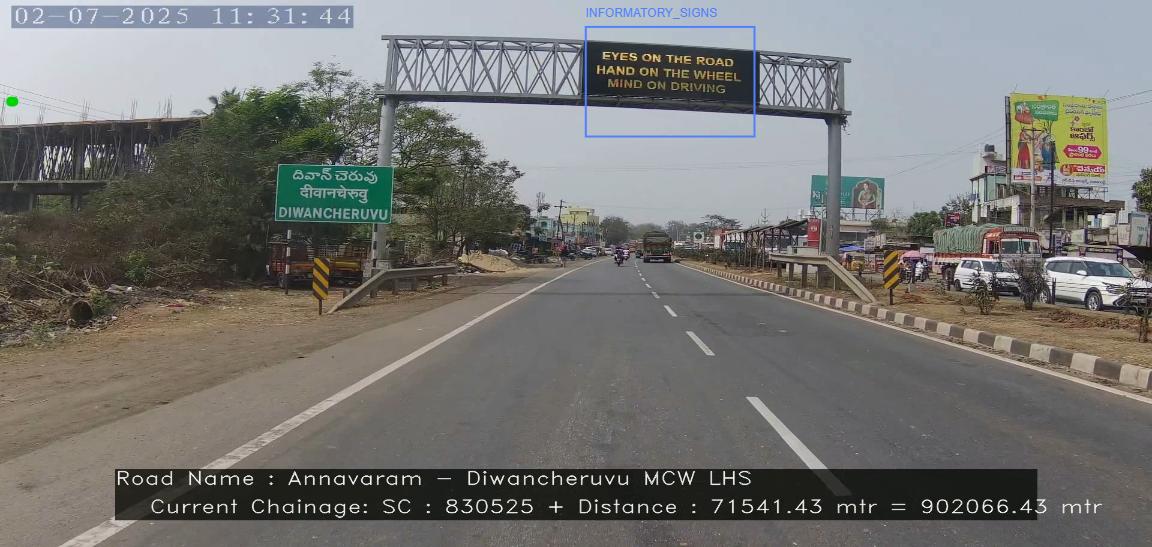 02-07-2025 11:31:44
INFORMATORY_SIGNS
EYES ON THE ROAD
HAND ON THE WHEEL
MIND ON DRIVING
దివాన్ చెరువు
दीवानचेरुवु
DIWANCHERUVU
99
Road Name : Annavaram - Diwancheruvu MCW LHS
Current Chainage: SC : 830525 + Distance : 71541.43 mtr = 902066.43 mtr